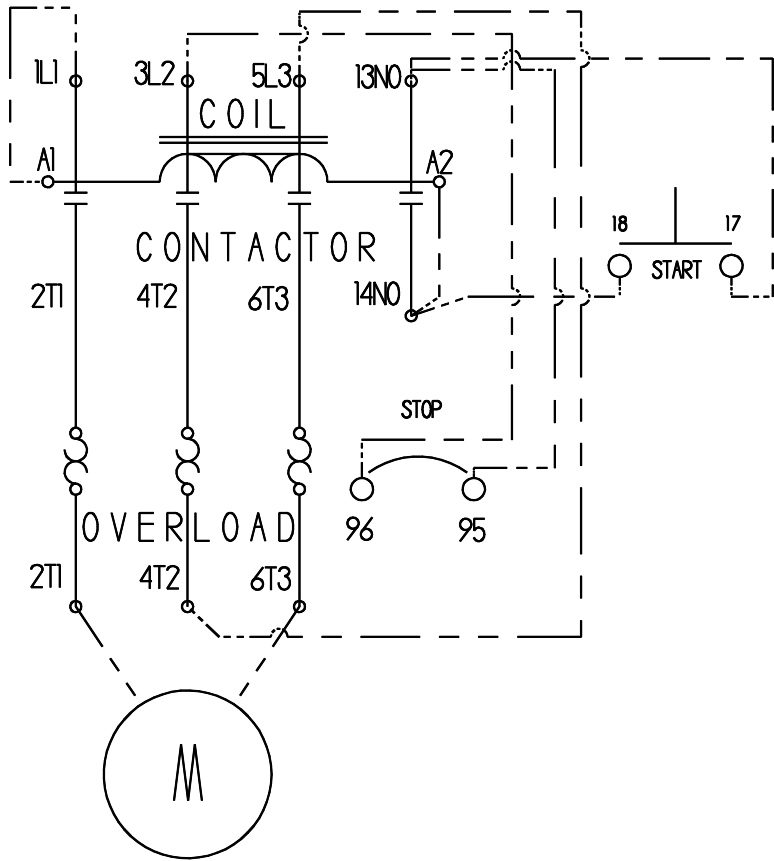 1L1 3L2 5L3 13NO
COIL
A1 A2
18 17
CONTACTOR
START
2T1 4T2 6T3 14NO
STOP
96 95
OVERLOAD
2T1 4T2 6T3
M